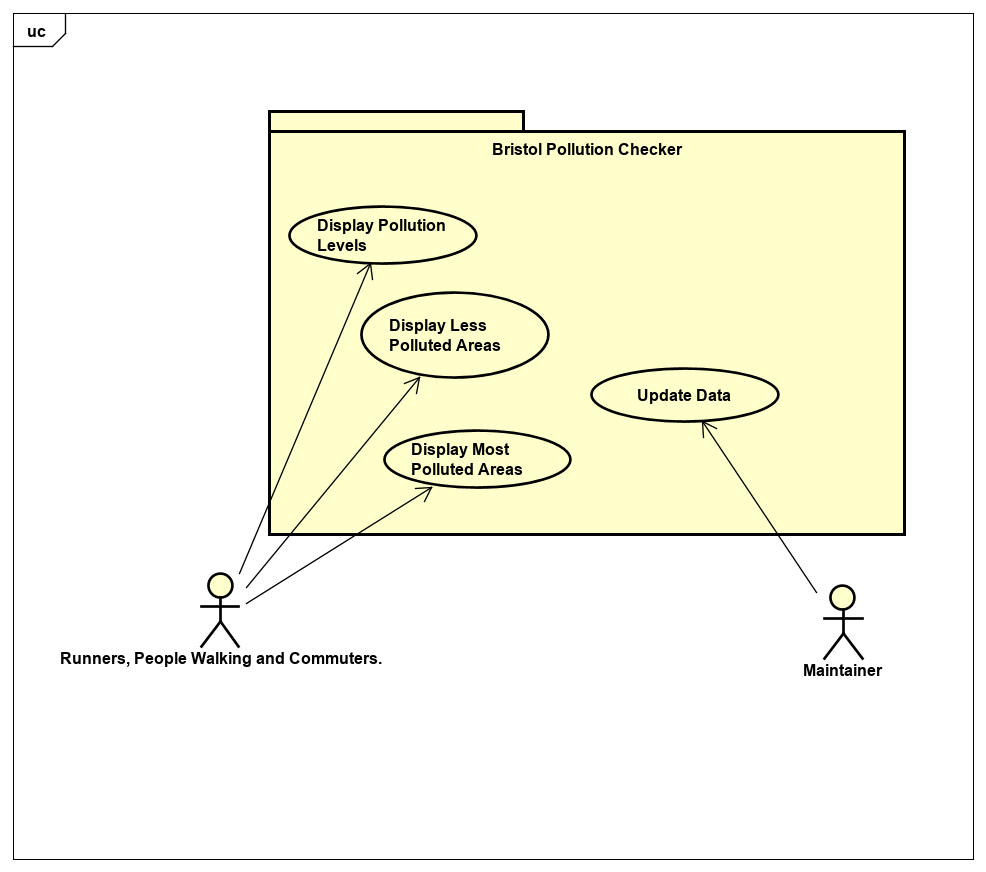 uc
Bristol Pollution Checker
Display Pollution
Levels
Display Less
Polluted Areas
Update Data
Display Most
Polluted Areas
Runners, People Walking and Commuters.
Maintainer